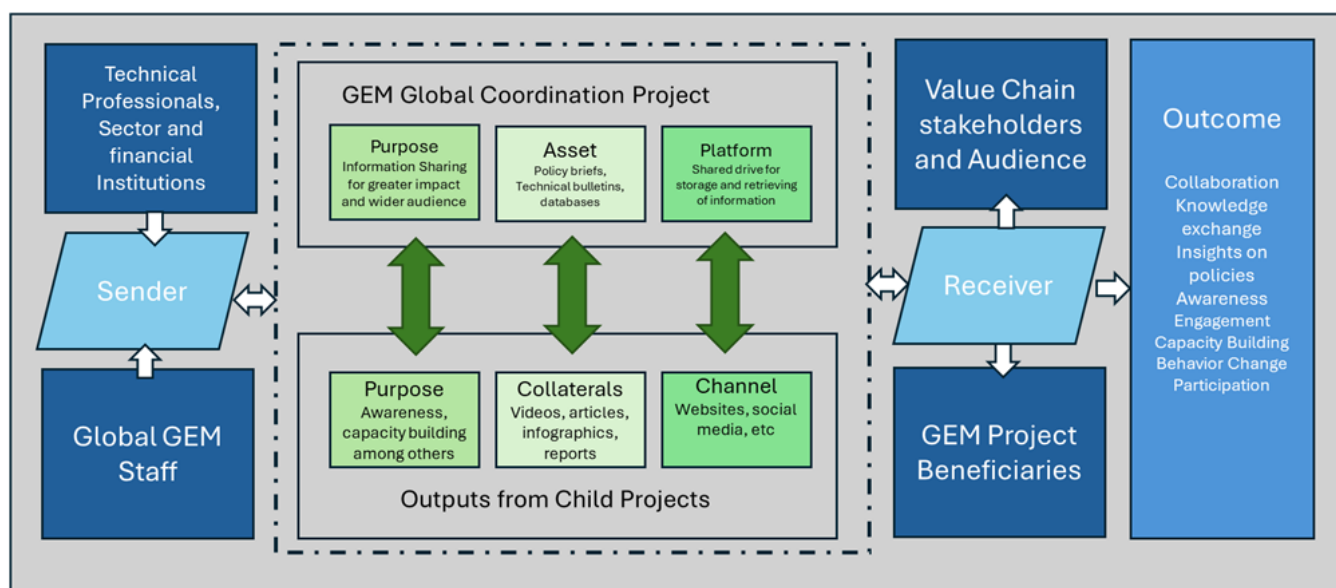 Technical
Professionals,
Sector and
financial
Institutions
Sender
Global GEM
Staff
GEM Global Coordination Project
Purpose
Information Sharing
for greater impact
and wider audience
Asset
Policy briefs,
Technical bulletins,
databases
Platform
Shared drive for
storage and retrieving
of information
Purpose
Awareness,
capacity building
among others
Collaterals
Videos, articles,
infographics,
reports
Channel
Websites, social
media, etc
Outputs from Child Projects
Value Chain
stakeholders
and Audience
Receiver
GEM Project
Beneficiaries
Outcome
Collaboration
Knowledge
exchange
Insights on
policies
Awareness
Engagement
Capacity Building
Behavior Change
Participation